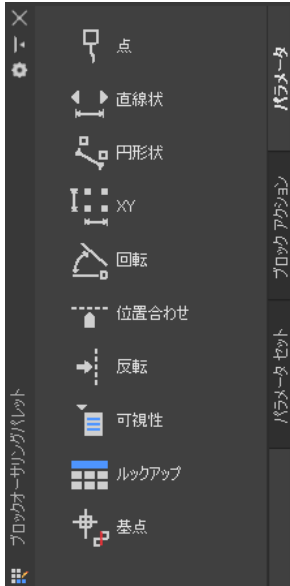 点
直線状
円形状
XY
回転
位置合わせ
反転
可視性
ルックアップ
基点
パラメータ
ブロック アクション
パラメータ セット
ブロックオーサリングパレット